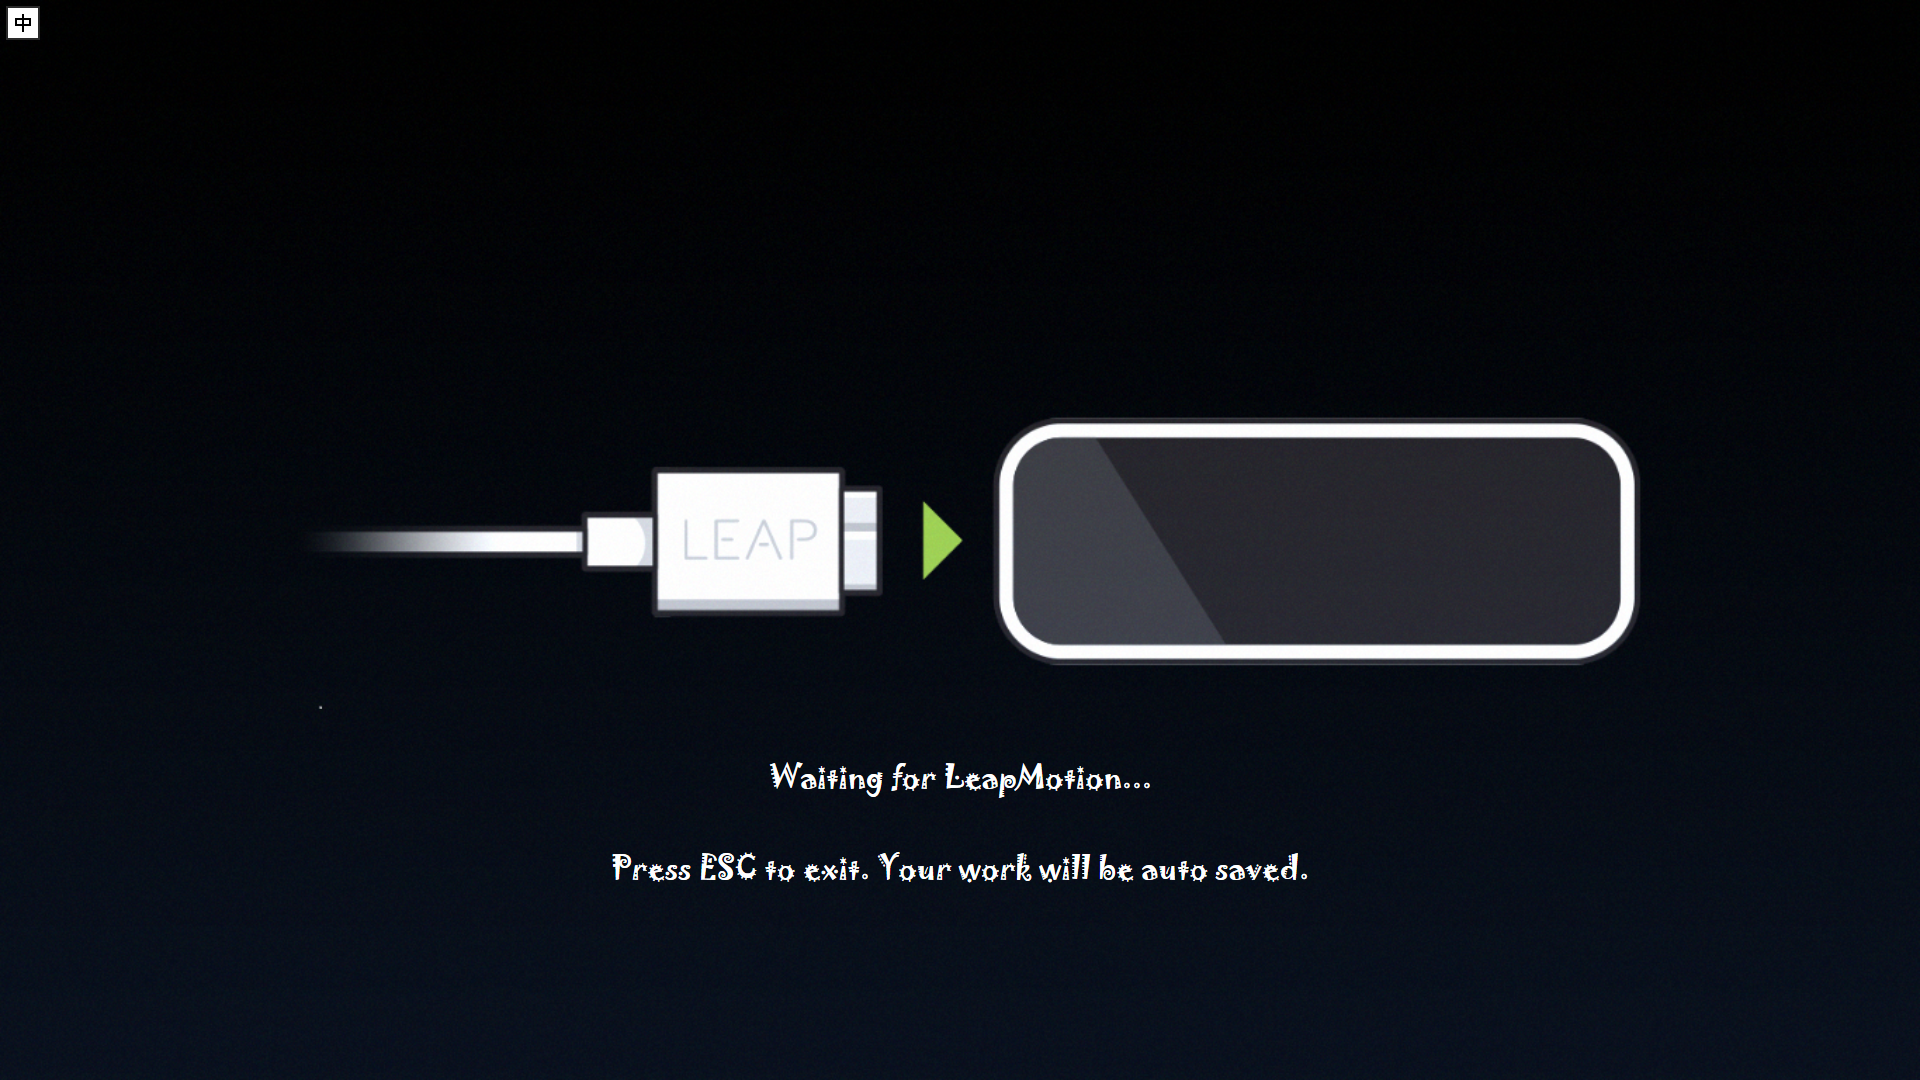 中
LEAP
Waiting for LeapMotion...
Press ESC to exit. Your work will be auto saved.